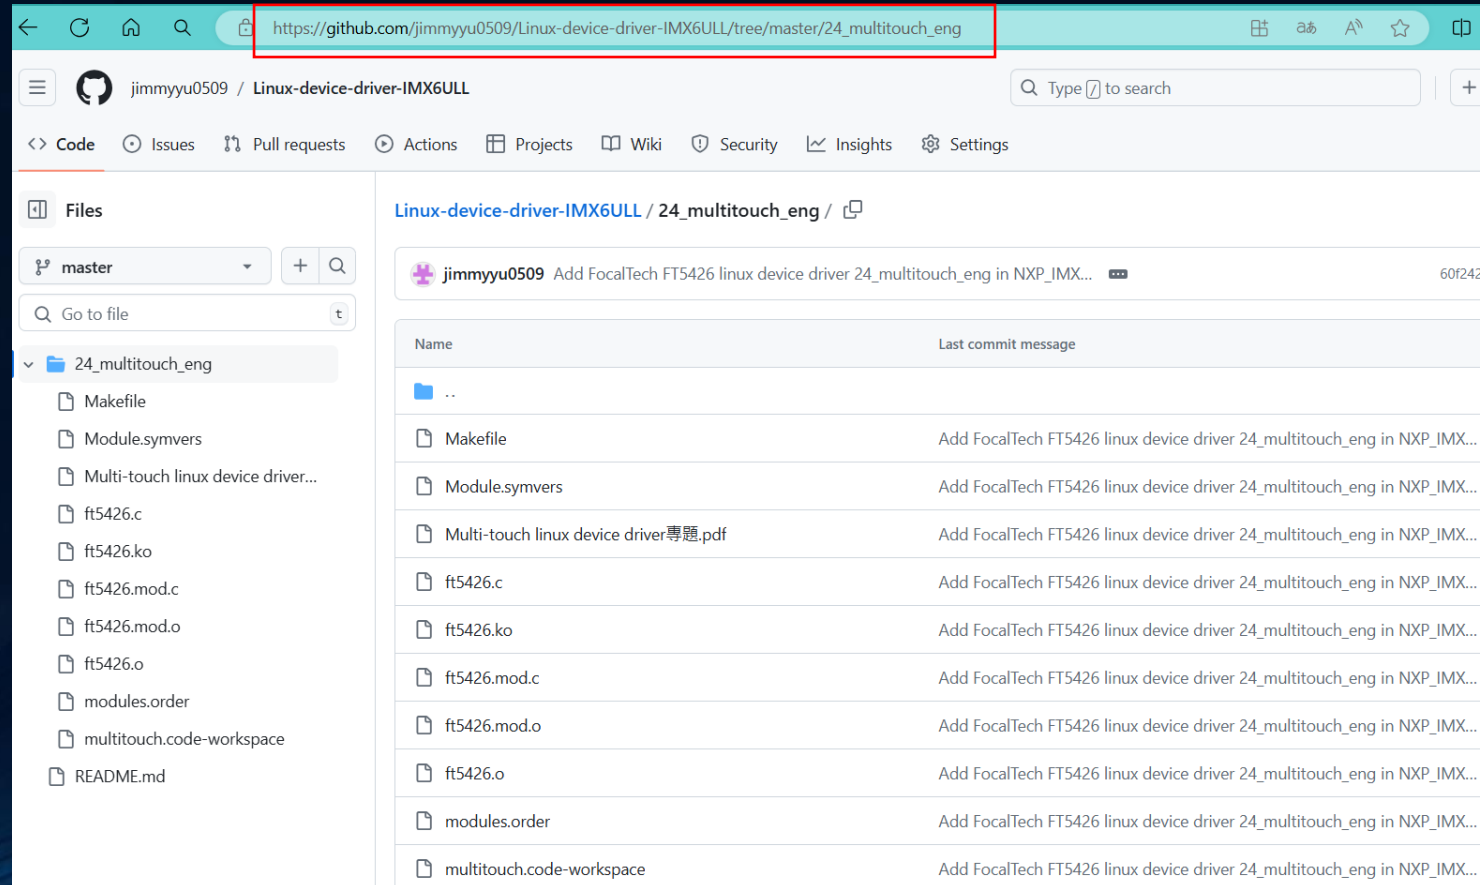 https://github.com/jimmyyu0509/Linux-device-driver-IMX6ULL/tree/master/24_multitouch_eng
jimmyyu0509 / Linux-device-driver-IMX6ULL
Type / to search
Code Issues Pull requests Actions Projects Wiki Security Insights Settings
Files
Linux-device-driver-IMX6ULL / 24_multitouch_eng /
master
jimmyyu0509 Add FocalTech FT5426 linux device driver 24_multitouch_eng in NXP_IMX... 60f242
Go to file t
24_multitouch_eng
Makefile
Module.symvers
Multi-touch linux device driver...
ft5426.c
ft5426.ko
ft5426.mod.c
ft5426.mod.o
ft5426.o
modules.order
multitouch.code-workspace
README.md
Name Last commit message
..
Makefile Add FocalTech FT5426 linux device driver 24_multitouch_eng in NXP_IMX...
Module.symvers Add FocalTech FT5426 linux device driver 24_multitouch_eng in NXP_IMX...
Multi-touch linux device driver專題.pdf Add FocalTech FT5426 linux device driver 24_multitouch_eng in NXP_IMX...
ft5426.c Add FocalTech FT5426 linux device driver 24_multitouch_eng in NXP_IMX...
ft5426.ko Add FocalTech FT5426 linux device driver 24_multitouch_eng in NXP_IMX...
ft5426.mod.c Add FocalTech FT5426 linux device driver 24_multitouch_eng in NXP_IMX...
ft5426.mod.o Add FocalTech FT5426 linux device driver 24_multitouch_eng in NXP_IMX...
ft5426.o Add FocalTech FT5426 linux device driver 24_multitouch_eng in NXP_IMX...
modules.order Add FocalTech FT5426 linux device driver 24_multitouch_eng in NXP_IMX...
multitouch.code-workspace Add FocalTech FT5426 linux device driver 24_multitouch_eng in NXP_IMX...